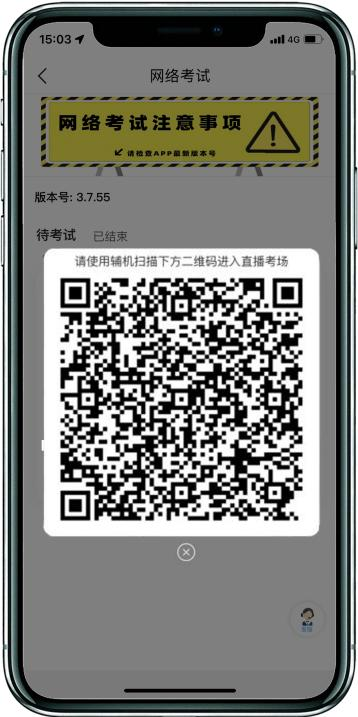 15:03
4G
网络考试
网络考试注意事项
请检查APP最新版本号
版本号: 3.7.55
待考试 已结束
请使用辅机扫描下方二维码进入直播考场
客服